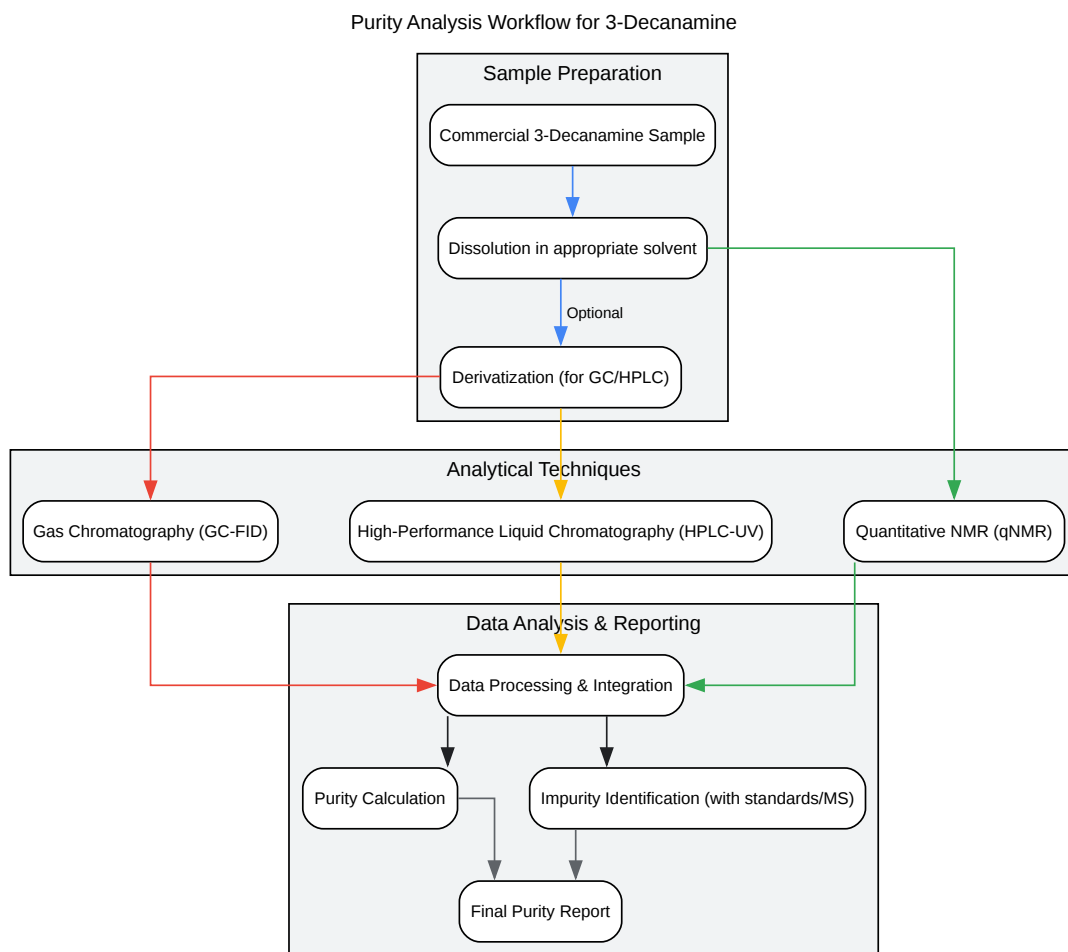 Purity Analysis Workflow for 3-Decanamine
Sample Preparation
Commercial 3-Decanamine Sample
Dissolution in appropriate solvent
Optional
Derivatization (for GC/HPLC)
Analytical Techniques
Gas Chromatography (GC-FID)
High-Performance Liquid Chromatography (HPLC-UV)
Quantitative NMR (qNMR)
Data Analysis & Reporting
Data Processing & Integration
Purity Calculation
Impurity Identification (with standards/MS)
Final Purity Report